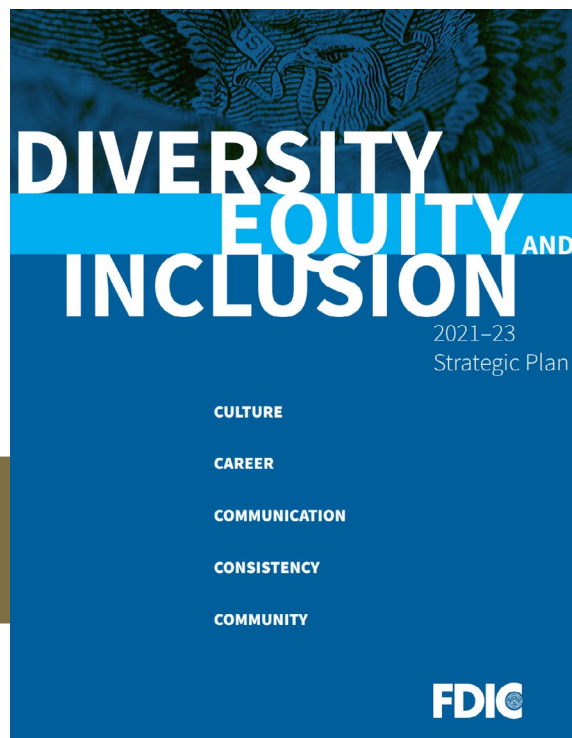 DIVERSITY
EQUITY AND
INCLUSION
2021–23
Strategic Plan
CULTURE
CAREER
COMMUNICATION
CONSISTENCY
COMMUNITY
FDIC